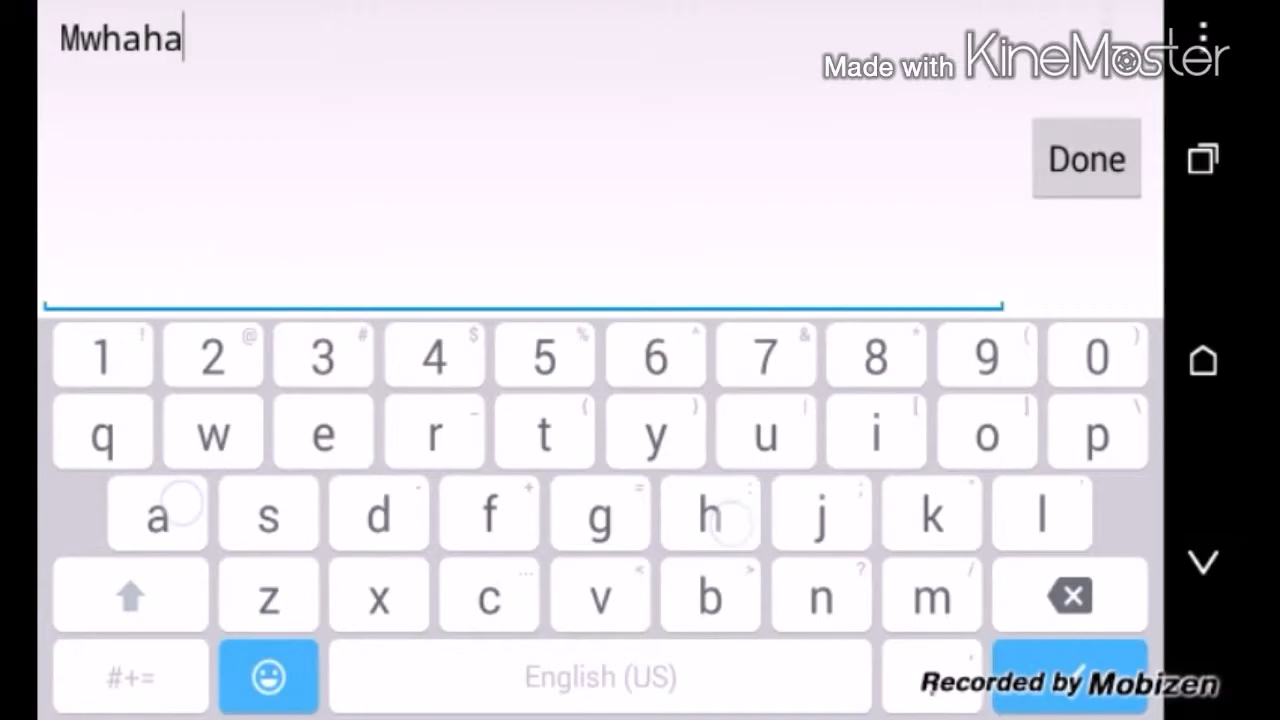 Mwhaha
Made with KineMaster
Done
1 ! 2 @ 3 # 4 $ 5 % 6 ^ 7 & 8 * 9 ( 0 )
q w e r _ t { y } u | i [ o ] p \
a s d - f + g = h : j ; k " l '
z x c ... v < b > n ? m /
#+= English (US)
Recorded by Mobizen